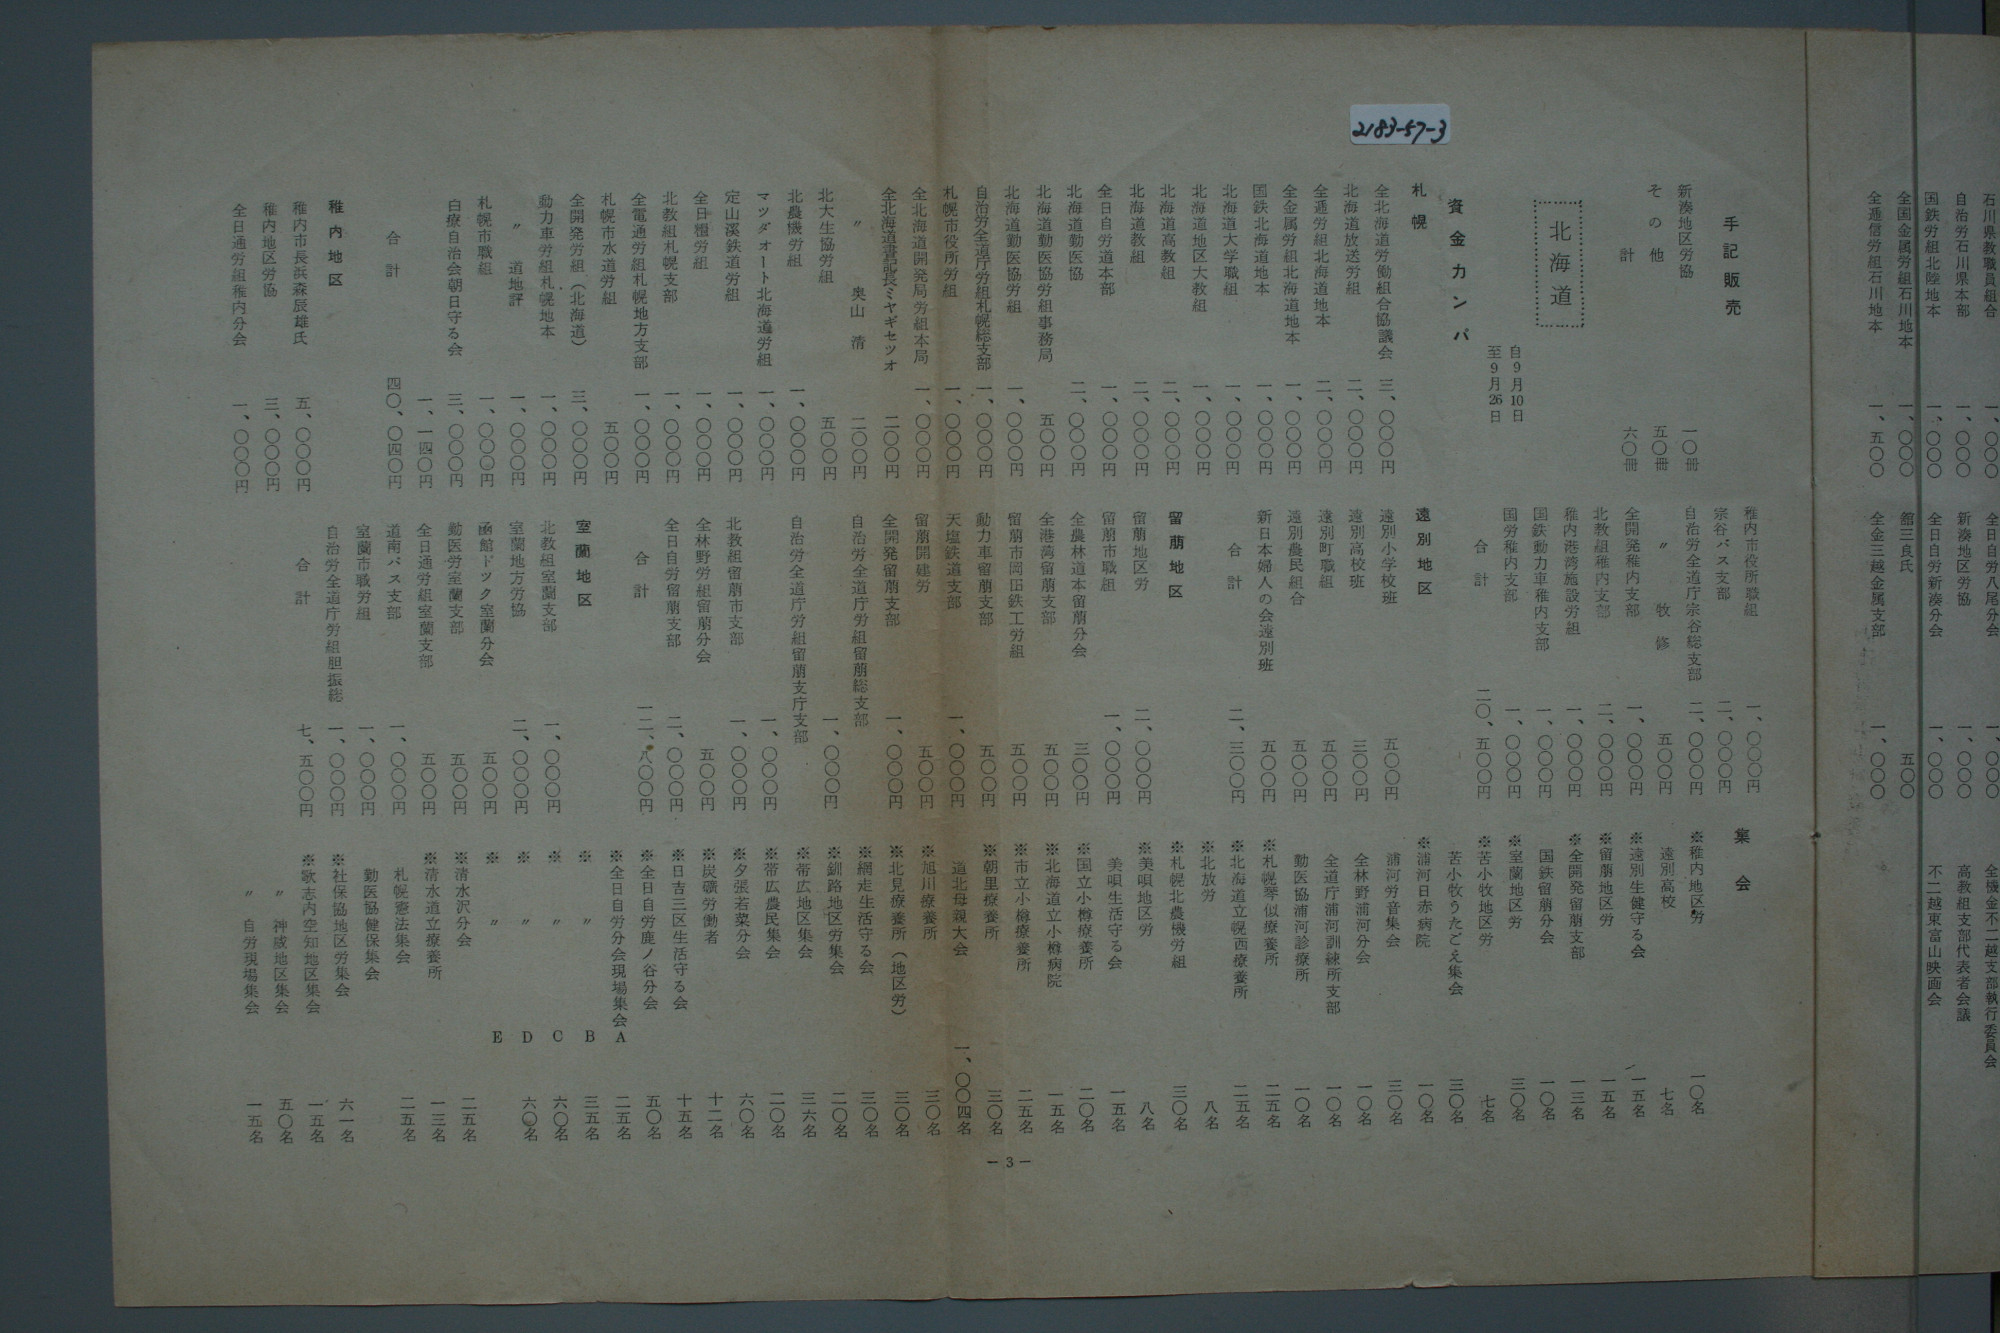 2183-57-3
石川県教職員組合 一、〇〇〇
自治労石川県本部 一、〇〇〇
国鉄労組北陸地本 一、〇〇〇
全国金属労組石川地本 一、〇〇〇
全逓信労組石川地本 一、五〇〇
全日自労八尾分会 一、〇〇〇
新湊地区労協 一、〇〇〇
全日自労新湊分会 一、〇〇〇
舘三良氏 五〇〇
全金三越金属支部 一、〇〇〇
全機金不二越支部執行委員会
高教組支部代表者会議
不二越東富山映画会
手記販売
新湊地区労協 一〇冊
その他 五〇冊
計 六〇冊
北海道
自9月10日
至9月26日
資金カンパ
札幌
全北海道労働組合協議会 三、〇〇〇円
北海道放送労組 二、〇〇〇円
全逓労組北海道地本 二、〇〇〇円
全金属労組北海道地本 一、〇〇〇円
国鉄北海道地本 一、〇〇〇円
北海道大学職組 一、〇〇〇円
北海道地区大教組 一、〇〇〇円
北海道高教組 二、〇〇〇円
北海道教組 二、〇〇〇円
全日自労道本部 一、〇〇〇円
北海道勤医協 二、〇〇〇円
北海道勤医協労組事務局 五〇〇円
北海道勤医協労組 一、〇〇〇円
自治労全道庁労組札幌総支部 一、〇〇〇円
札幌市役所労組 一、〇〇〇円
全北海道開発局労組本局 一、〇〇〇円
全北海道書記長ミヤギセツオ 二〇〇円
〃 奥山清 二〇〇円
北大生協労組 五〇〇円
北農機労組 一、〇〇〇円
マツダオート北海道労組 一、〇〇〇円
定山溪鉄道労組 一、〇〇〇円
全日糧労組 一、〇〇〇円
北教組札幌支部 一、〇〇〇円
全電通労組札幌地方支部 一、〇〇〇円
札幌市水道労組 五〇〇円
全開発労組(北海道) 三、〇〇〇円
動力車労組札幌地本 一、〇〇〇円
〃 道地評 一、〇〇〇円
札幌市職組 一、〇〇〇円
白療自治会朝日守る会 三、〇〇〇円
一、一四〇円
合計 四〇、〇四〇円
稚内地区
稚内市長浜森辰雄氏 五、〇〇〇円
稚内地区労協 三、〇〇〇円
全日通労組稚内分会 一、〇〇〇円
稚内市役所職組 一、〇〇〇円
宗谷バス支部 二、〇〇〇円
自治労全道庁宗谷総支部 二、〇〇〇円
〃 牧修 五〇〇円
全開発稚内支部 一、〇〇〇円
北教組稚内支部 二、〇〇〇円
稚内港湾施設労組 一、〇〇〇円
国鉄動力車稚内支部 一、〇〇〇円
国労稚内支部 一、〇〇〇円
合計 二〇、五〇〇円
遠別地区
遠別小学校班 五〇〇円
遠別高校班 三〇〇円
遠別町職組 五〇〇円
遠別農民組合 五〇〇円
新日本婦人の会遠別班 五〇〇円
合計 二、三〇〇円
留萠地区
留萠地区労 二、〇〇〇円
留萠市職組 一、〇〇〇円
全農林道本留萠分会 三〇〇円
全港湾留萠支部 五〇〇円
留萠市岡田鉄工労組 五〇〇円
動力車留萠支部 五〇〇円
天塩鉄道支部 一、〇〇〇円
留萠開建労 五〇〇円
全開発留萠支部 一、〇〇〇円
自治労全道庁労組留萠総支部
一、〇〇〇円
自治労全道庁労組留萠支庁支部
一、〇〇〇円
北教組留萠市支部 一、〇〇〇円
全林野労組留萠分会 五〇〇円
全日自労留萠支部 二、〇〇〇円
合計 一二、八〇〇円
室蘭地区
北教組室蘭支部 一、〇〇〇円
室蘭地方労協 二、〇〇〇円
函館ドック室蘭分会 五〇〇円
勤医労室蘭支部 五〇〇円
全日通労組室蘭支部 五〇〇円
道南バス支部 一、〇〇〇円
室蘭市職労組 一、〇〇〇円
自治労全道庁労組胆振総 一、〇〇〇円
合計 七、五〇〇円
集会
※稚内地区労 一〇名
遠別高校 七名
※遠別生健守る会 一五名
※留萠地区労 一五名
※全開発留萠支部 一三名
国鉄留萠分会 一〇名
※室蘭地区労 三〇名
※苫小牧地区労 七名
苫小牧うたごえ集会 三〇名
※浦河日赤病院 一〇名
浦河労音集会 三〇名
全林野浦河分会 一〇名
全道庁浦河訓練所支部 一〇名
勤医協浦河診療所 一〇名
※札幌琴似療養所 二五名
※北海道立幌西療養所 二五名
※北放労 八名
※札幌北農機労組 三〇名
※美唄地区労 八名
美唄生活守る会 一五名
※国立小樽療養所 二〇名
※北海道立小樽病院 一五名
※市立小樽療養所 二五名
※朝里療養所 三〇名
道北母親大会 一、〇〇四名
※旭川療養所 三〇名
※北見療養所(地区労) 三〇名
※網走生活守る会 三〇名
※釧路地区労集会 二〇名
※帯広地区集会 三六名
※帯広農民集会 二〇名
※夕張若菜分会 六〇名
※炭礦労働者 十二名
※日吉三区生活守る会 十五名
※全日自労鹿ノ谷分会 五〇名
※全日自労分会現場集会A 二五名
※ 〃 B 三五名
※ 〃 C 六〇名
※ 〃 D 六〇名
※ 〃 E
※清水沢分会 二五名
※清水道立療養所 一三名
札幌憲法集会 二五名
勤医協健保集会
※社保協地区労集会 六一名
※歌志内空知地区集会 一五名
〃 神威地区集会 五〇名
〃 自労現場集会 一五名
－3－